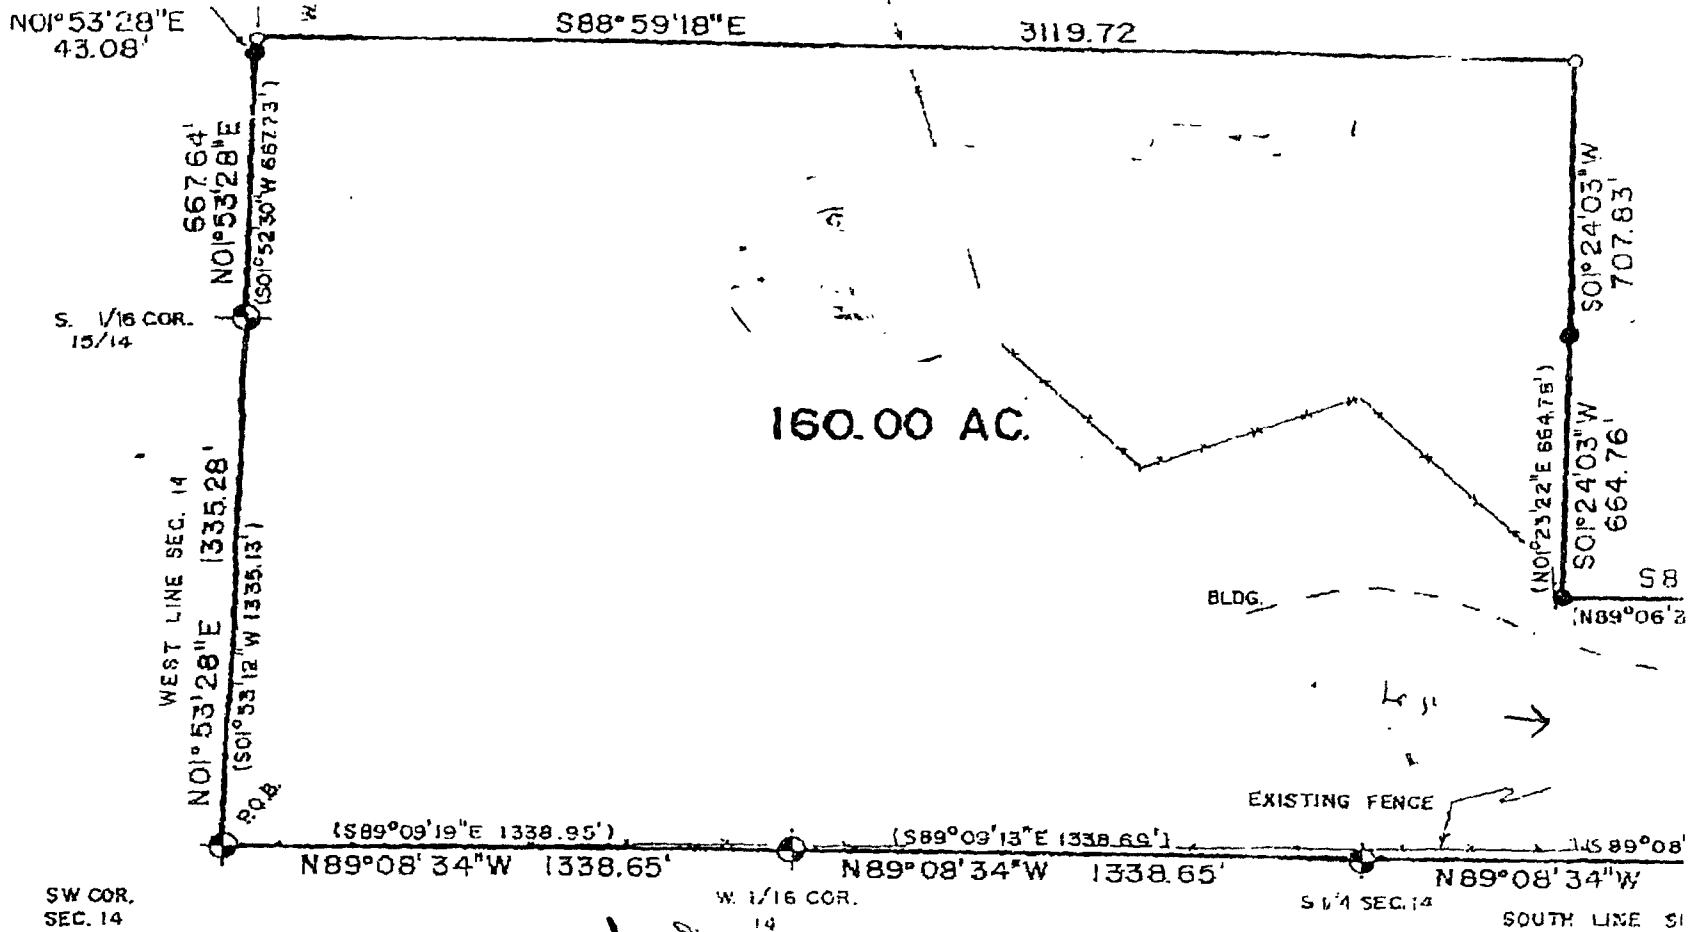 N01°53'28"E
43.08'
W.
S88°59'18"E 3119.72
667.64'
N01°53'28"E
(S01°52'30"W 667.73')
S01°24'03"W
707.83'
S. 1/16 COR.
15/14
160.00 AC.
(N01°23'22"E 664.75')
S01°24'03"W
664.76'
WEST LINE SEC. 14
N01°53'28"E 1335.28'
(S01°53'12"W 1335.13')
BLDG.
S8
(N89°06'2
P.O.B.
EXISTING FENCE
(S89°09'19"E 1338.95')
(S89°09'13"E 1338.69')
(S89°08'
N89°08'34"W 1338.65'
N89°08'34"W 1338.65'
N89°08'34"W
SW COR.
SEC. 14
W. 1/16 COR.
14
S 1/4 SEC. 14
SOUTH LINE